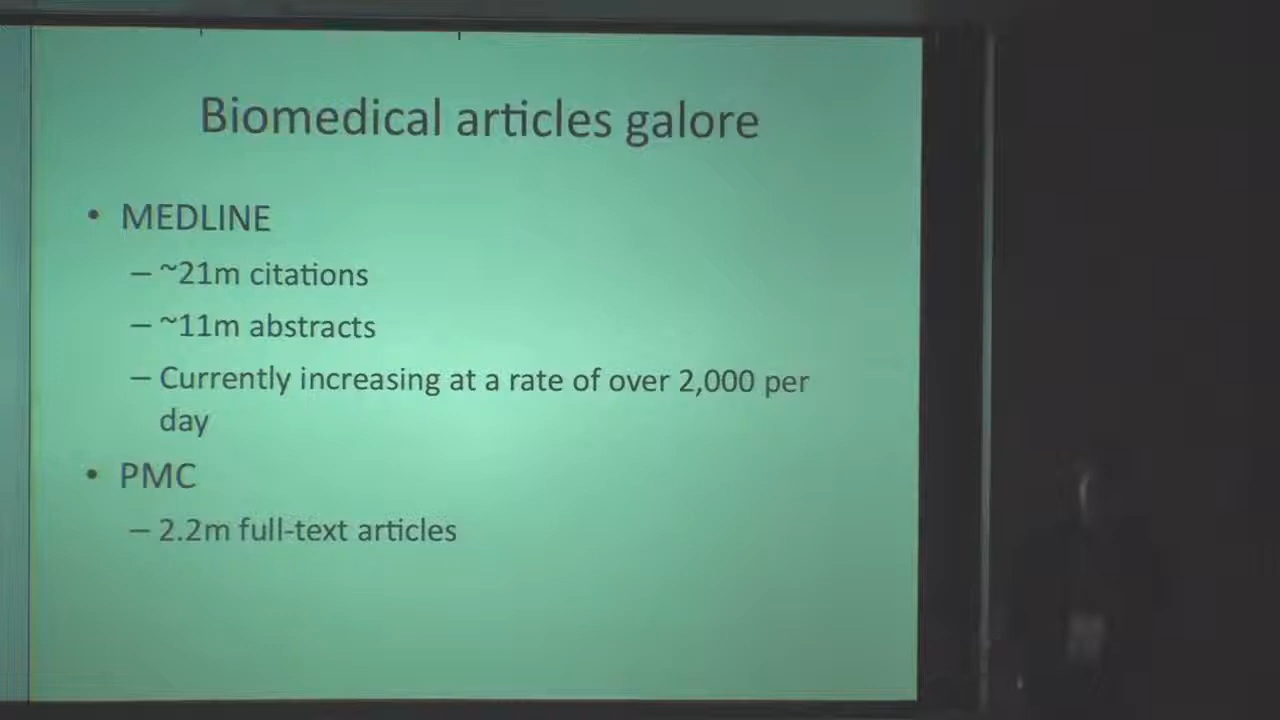 Biomedical articles galore
• MEDLINE
– ~21m citations
– ~11m abstracts
– Currently increasing at a rate of over 2,000 per
day
• PMC
– 2.2m full-text articles